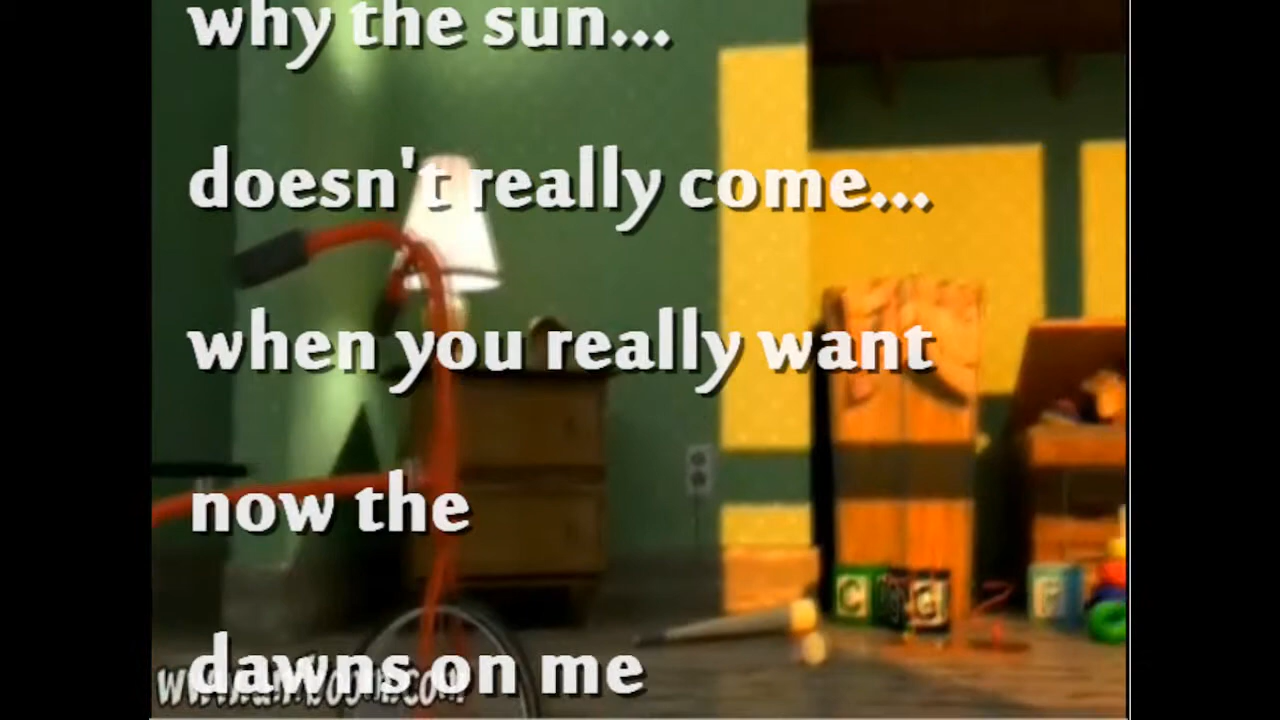 why the sun...
doesn't really come...
when you really want
now the
dawns on me
C